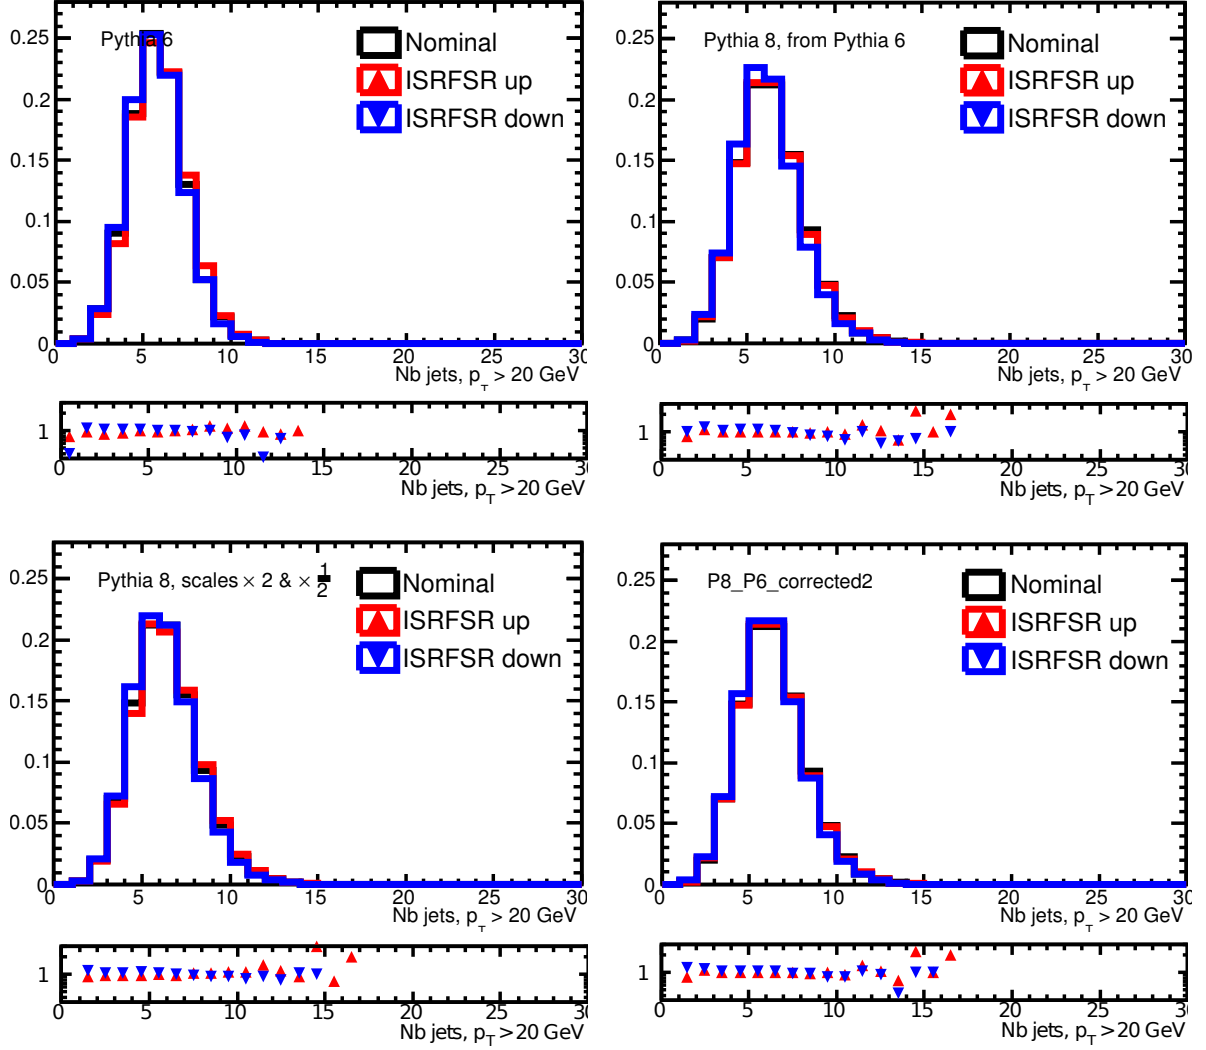 Pythia 6
Nominal
ISRFSR up
ISRFSR down
0.25
0.2
0.15
0.1
0.05
0
0 5 10 15 20 25 30
Nb jets, p_T > 20 GeV
1
0 5 10 15 20 25 30
Nb jets, p_T > 20 GeV
Pythia 8, from Pythia 6
Nominal
ISRFSR up
ISRFSR down
0.25
0.2
0.15
0.1
0.05
0
0 5 10 15 20 25 30
Nb jets, p_T > 20 GeV
1
0 5 10 15 20 25 30
Nb jets, p_T > 20 GeV
Pythia 8, scales × 2 & × 1/2
Nominal
ISRFSR up
ISRFSR down
0.25
0.2
0.15
0.1
0.05
0
0 5 10 15 20 25 30
Nb jets, p_T > 20 GeV
1
0 5 10 15 20 25 30
Nb jets, p_T > 20 GeV
P8_P6_corrected2
Nominal
ISRFSR up
ISRFSR down
0.25
0.2
0.15
0.1
0.05
0
0 5 10 15 20 25 30
Nb jets, p_T > 20 GeV
1
0 5 10 15 20 25 30
Nb jets, p_T > 20 GeV